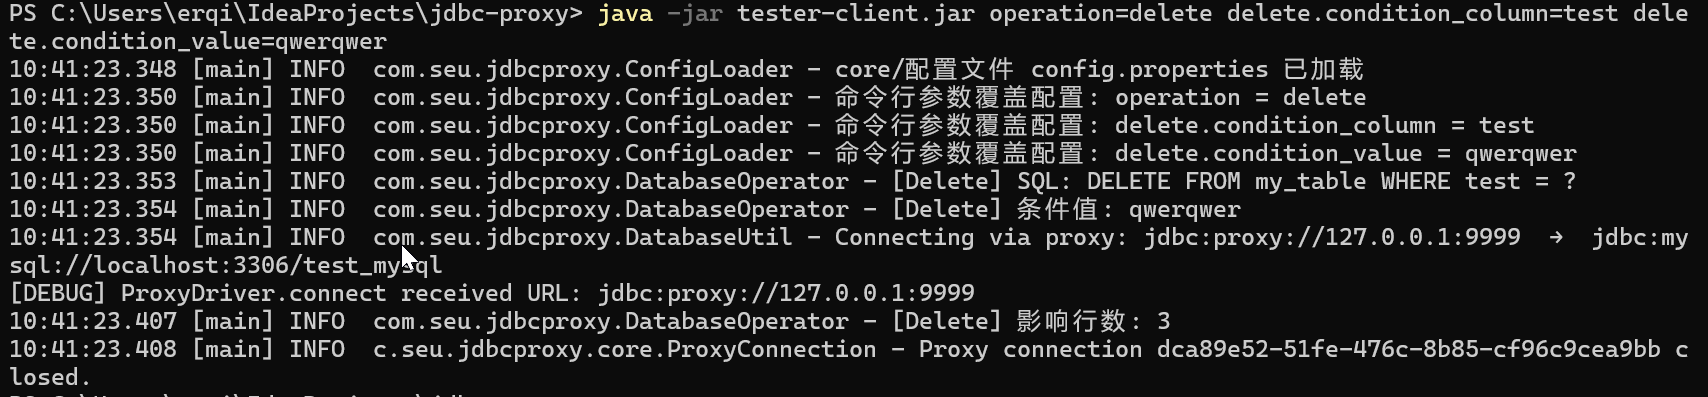 PS C:\Users\erqi\IdeaProjects\jdbc-proxy> java -jar tester-client.jar operation=delete delete.condition_column=test dele
te.condition_value=qwerqwer
10:41:23.348 [main] INFO  com.seu.jdbcproxy.ConfigLoader - core/配置文件 config.properties 已加载
10:41:23.350 [main] INFO  com.seu.jdbcproxy.ConfigLoader - 命令行参数覆盖配置: operation = delete
10:41:23.350 [main] INFO  com.seu.jdbcproxy.ConfigLoader - 命令行参数覆盖配置: delete.condition_column = test
10:41:23.350 [main] INFO  com.seu.jdbcproxy.ConfigLoader - 命令行参数覆盖配置: delete.condition_value = qwerqwer
10:41:23.353 [main] INFO  com.seu.jdbcproxy.DatabaseOperator - [Delete] SQL: DELETE FROM my_table WHERE test = ?
10:41:23.354 [main] INFO  com.seu.jdbcproxy.DatabaseOperator - [Delete] 条件值: qwerqwer
10:41:23.354 [main] INFO  com.seu.jdbcproxy.DatabaseUtil - Connecting via proxy: jdbc:proxy://127.0.0.1:9999  →  jdbc:my
sql://localhost:3306/test_mysql
[DEBUG] ProxyDriver.connect received URL: jdbc:proxy://127.0.0.1:9999
10:41:23.407 [main] INFO  com.seu.jdbcproxy.DatabaseOperator - [Delete] 影响行数: 3
10:41:23.408 [main] INFO  c.seu.jdbcproxy.core.ProxyConnection - Proxy connection dca89e52-51fe-476c-8b85-cf96c9cea9bb c
losed.